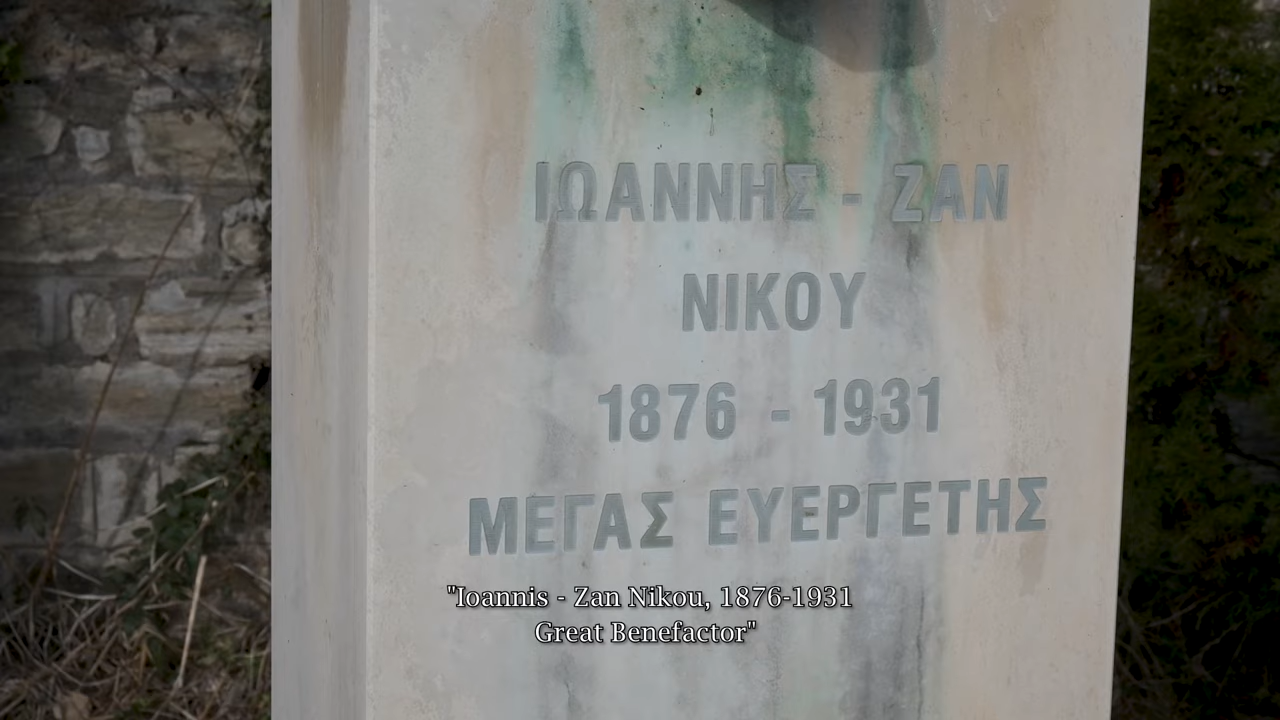 ΙΩΑΝΝΗΣ - ΖΑΝ
ΝΙΚΟΥ
1876 - 1931
ΜΕΓΑΣ ΕΥΕΡΓΕΤΗΣ
"Ioannis - Zan Nikou, 1876-1931
Great Benefactor"